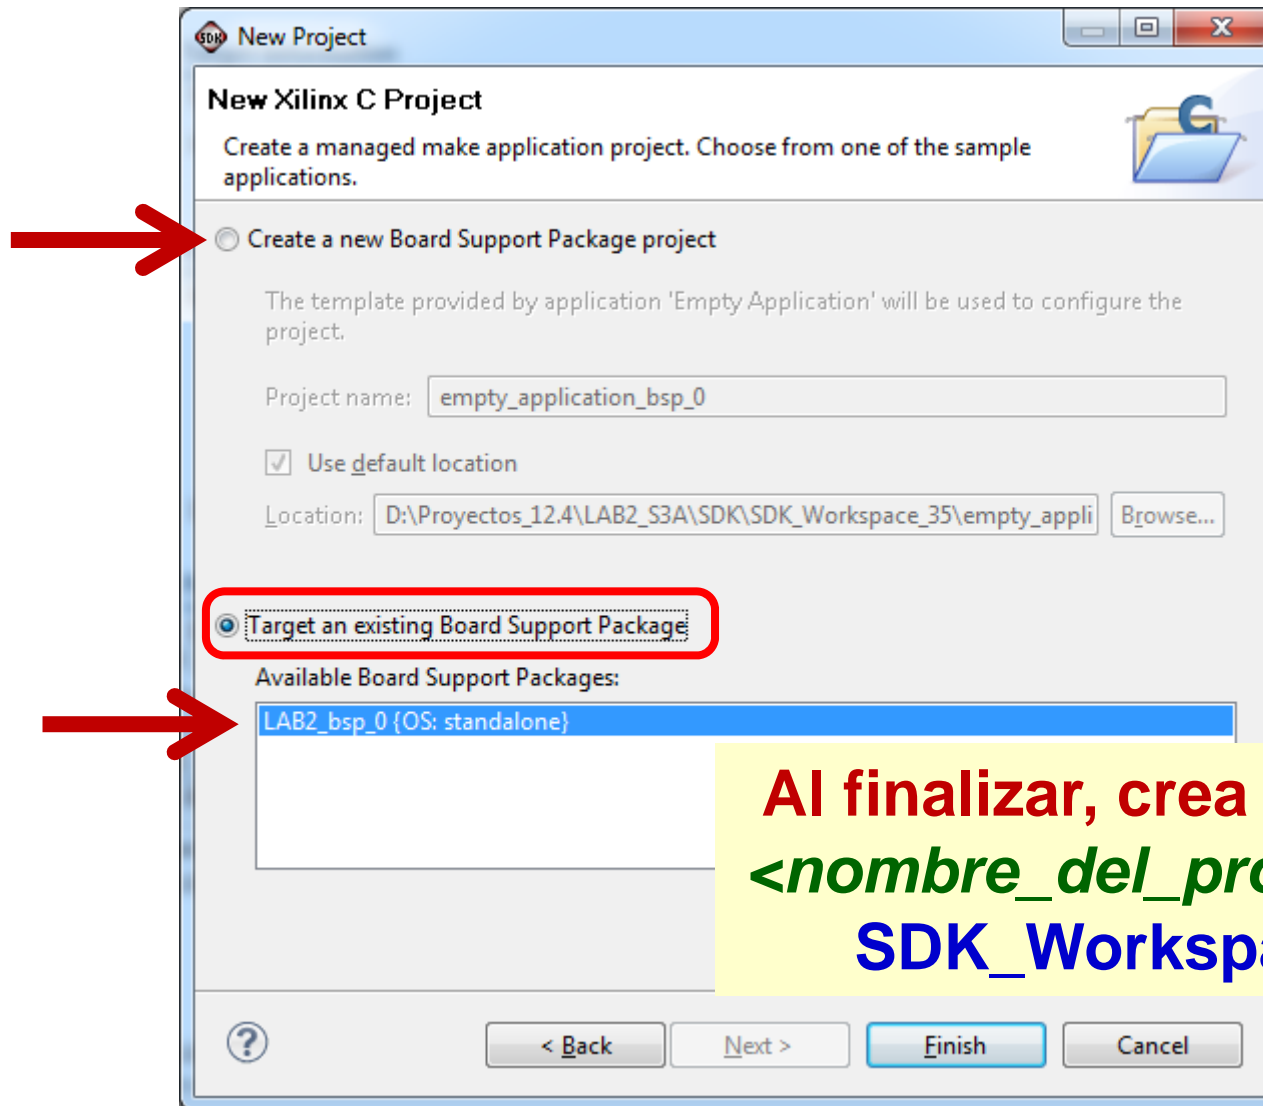 SDK New Project
New Xilinx C Project
Create a managed make application project. Choose from one of the sample
applications.
Create a new Board Support Package project
The template provided by application 'Empty Application' will be used to configure the
project.
Project name: empty_application_bsp_0
Use default location
Location: D:\Proyectos_12.4\LAB2_S3A\SDK\SDK_Workspace_35\empty_appli Browse...
Target an existing Board Support Package
Available Board Support Packages:
LAB2_bsp_0 {OS: standalone}
Al finalizar, crea
<nombre_del_pro
SDK_Workspa
< Back Next > Finish Cancel